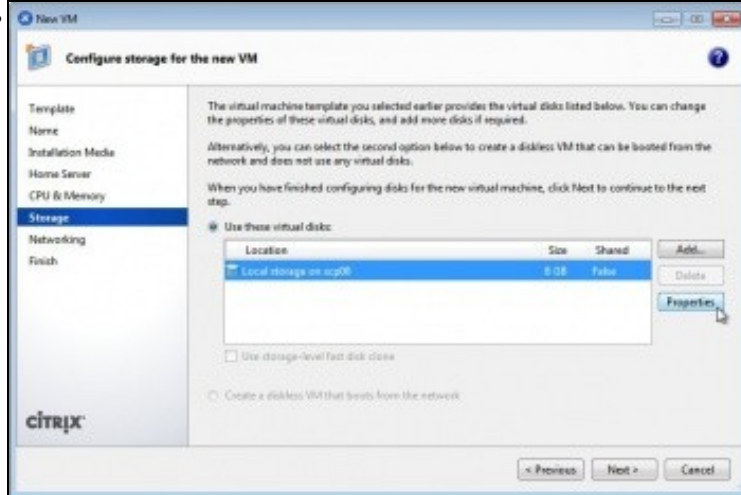 New VM
Configure storage for the new VM
Template
Name
Installation Media
Home Server
CPU & Memory
Storage
Networking
Finish
The virtual machine template you selected earlier provides the virtual disks listed below. You can change
the properties of these virtual disks, and add more disks if required.
Alternatively, you can select the second option below to create a diskless VM that can be booted from the
network and does not use any virtual disks.
When you have finished configuring disks for the new virtual machine, click Next to continue to the next
step.
Use these virtual disks:
Location Size Shared
Local storage on xcp06 8 GB False
Add...
Delete
Properties
Use storage-level fast disk clone
Create a diskless VM that boots from the network
CITRIX
< Previous Next > Cancel